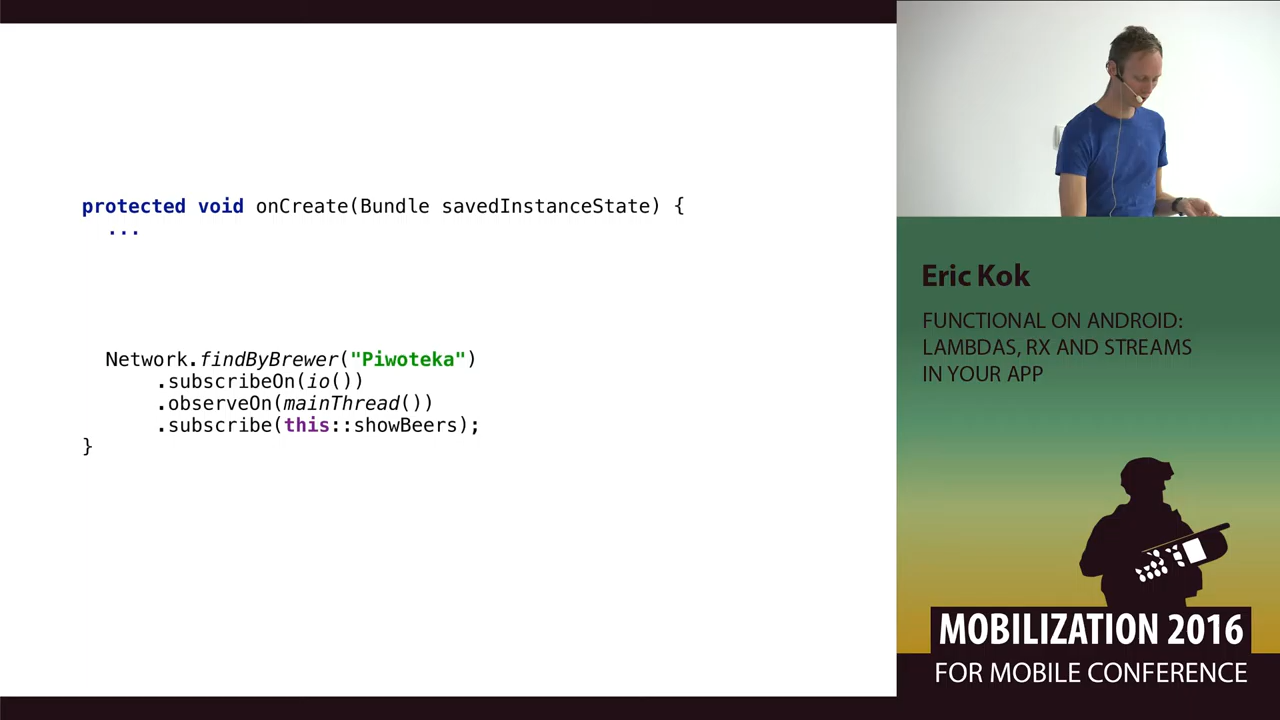 protected void onCreate(Bundle savedInstanceState) {
...
Network.findByBrewer("Piwoteka")
.subscribeOn(io())
.observeOn(mainThread())
.subscribe(this::showBeers);
}
Eric Kok
FUNCTIONAL ON ANDROID:
LAMBDAS, RX AND STREAMS
IN YOUR APP
MOBILIZATION 2016
FOR MOBILE CONFERENCE